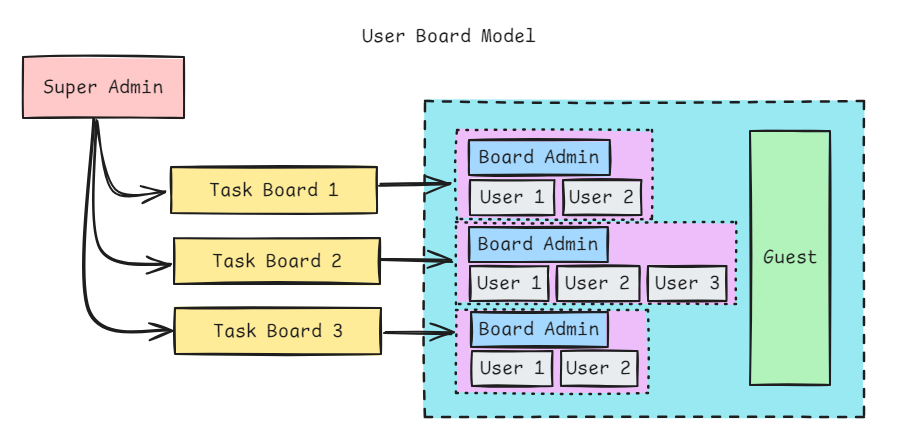 User Board Model
Super Admin
Task Board 1
Board Admin
User 1
User 2
Task Board 2
Board Admin
User 1
User 2
User 3
Task Board 3
Board Admin
User 1
User 2
Guest